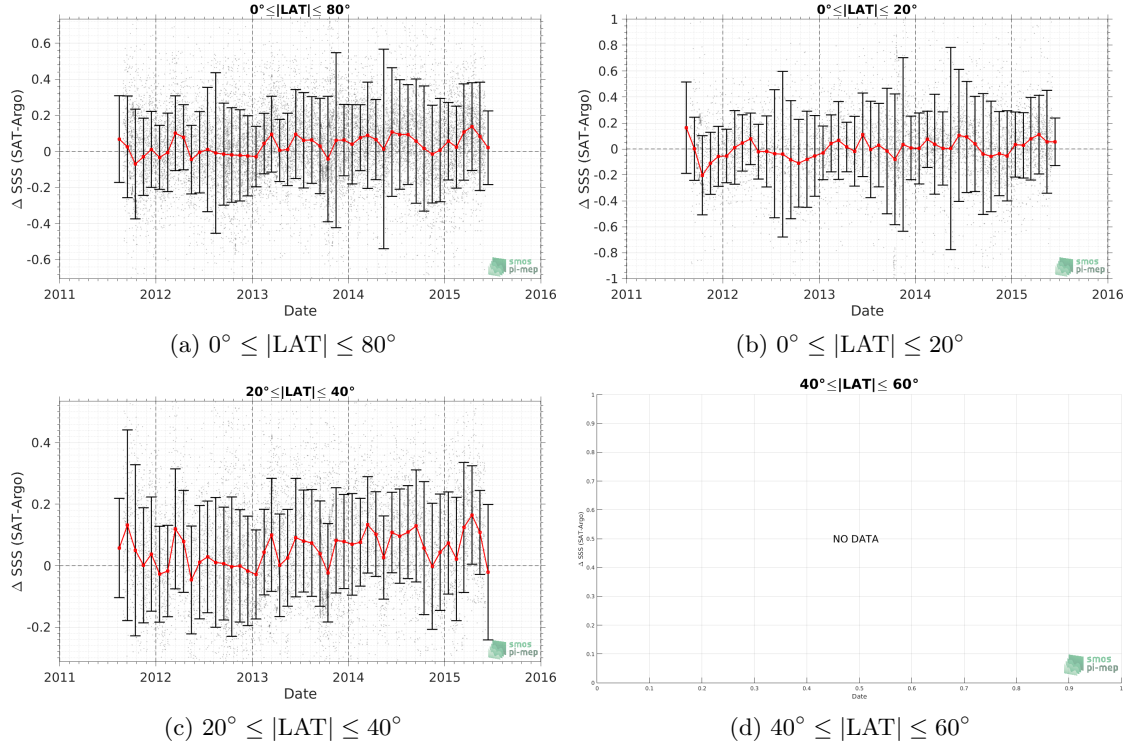 0°≤|LAT|≤ 80°
Δ SSS (SAT-Argo)
0.6
0.4
0.2
0
-0.2
-0.4
-0.6
2011 2012 2013 2014 2015 2016
Date
smos
pi-mep
(a) 0° ≤ |LAT| ≤ 80°
0°≤|LAT|≤ 20°
Δ SSS (SAT-Argo)
1
0.8
0.6
0.4
0.2
0
-0.2
-0.4
-0.6
-0.8
-1
2011 2012 2013 2014 2015 2016
Date
smos
pi-mep
(b) 0° ≤ |LAT| ≤ 20°
20°≤|LAT|≤ 40°
Δ SSS (SAT-Argo)
0.4
0.2
0
-0.2
2011 2012 2013 2014 2015 2016
Date
smos
pi-mep
(c) 20° ≤ |LAT| ≤ 40°
40°≤|LAT|≤ 60°
Δ SSS (SAT-Argo)
1
0.9
0.8
0.7
0.6
0.5
0.4
0.3
0.2
0.1
0
NO DATA
0 0.1 0.2 0.3 0.4 0.5 0.6 0.7 0.8 0.9 1
Date
smos
pi-mep
(d) 40° ≤ |LAT| ≤ 60°